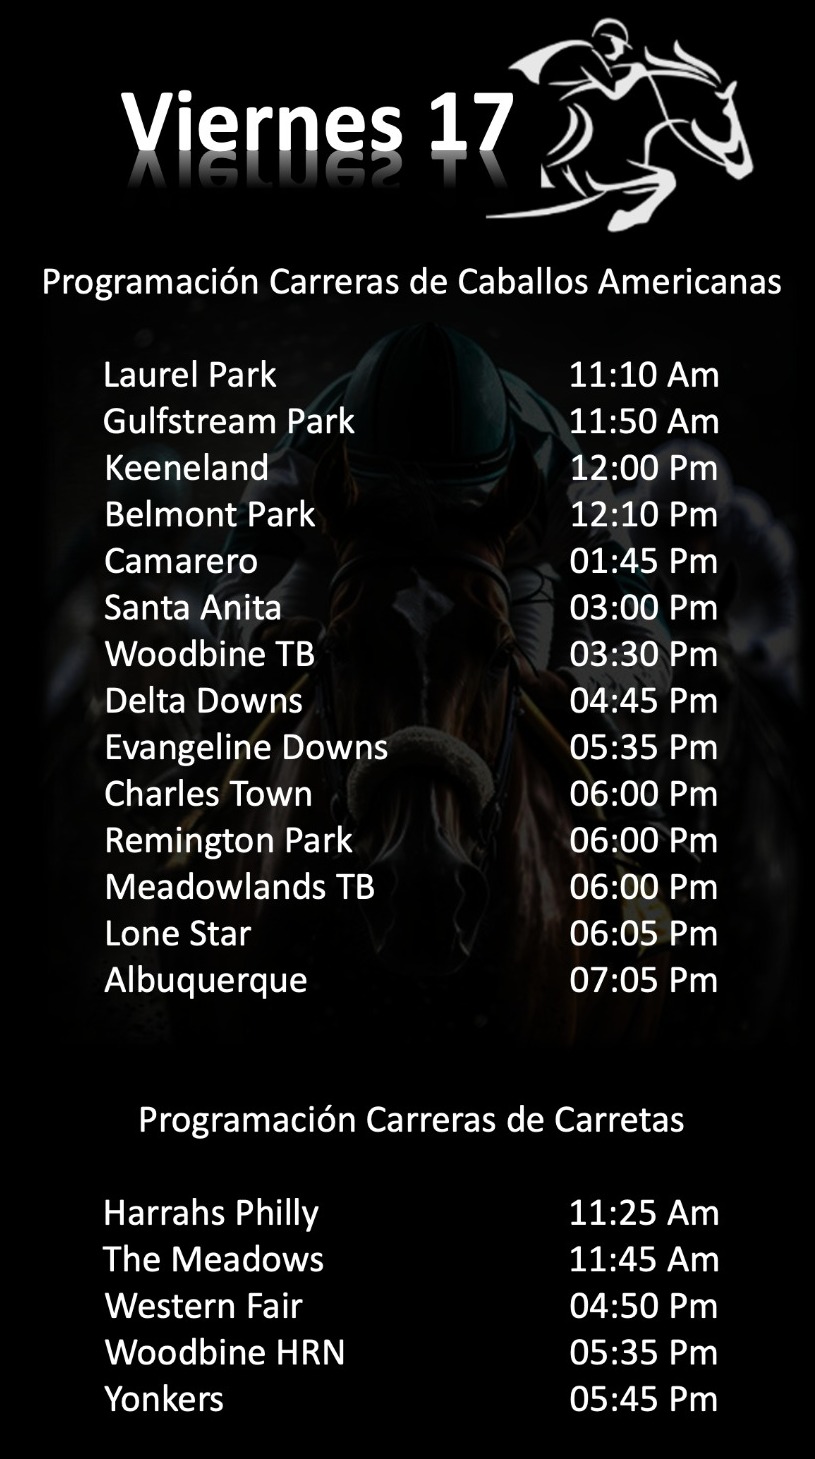 Viernes 17
Programación Carreras de Caballos Americanas
Laurel Park 11:10 Am
Gulfstream Park 11:50 Am
Keeneland 12:00 Pm
Belmont Park 12:10 Pm
Camarero 01:45 Pm
Santa Anita 03:00 Pm
Woodbine TB 03:30 Pm
Delta Downs 04:45 Pm
Evangeline Downs 05:35 Pm
Charles Town 06:00 Pm
Remington Park 06:00 Pm
Meadowlands TB 06:00 Pm
Lone Star 06:05 Pm
Albuquerque 07:05 Pm
Programación Carreras de Carretas
Harrahs Philly 11:25 Am
The Meadows 11:45 Am
Western Fair 04:50 Pm
Woodbine HRN 05:35 Pm
Yonkers 05:45 Pm